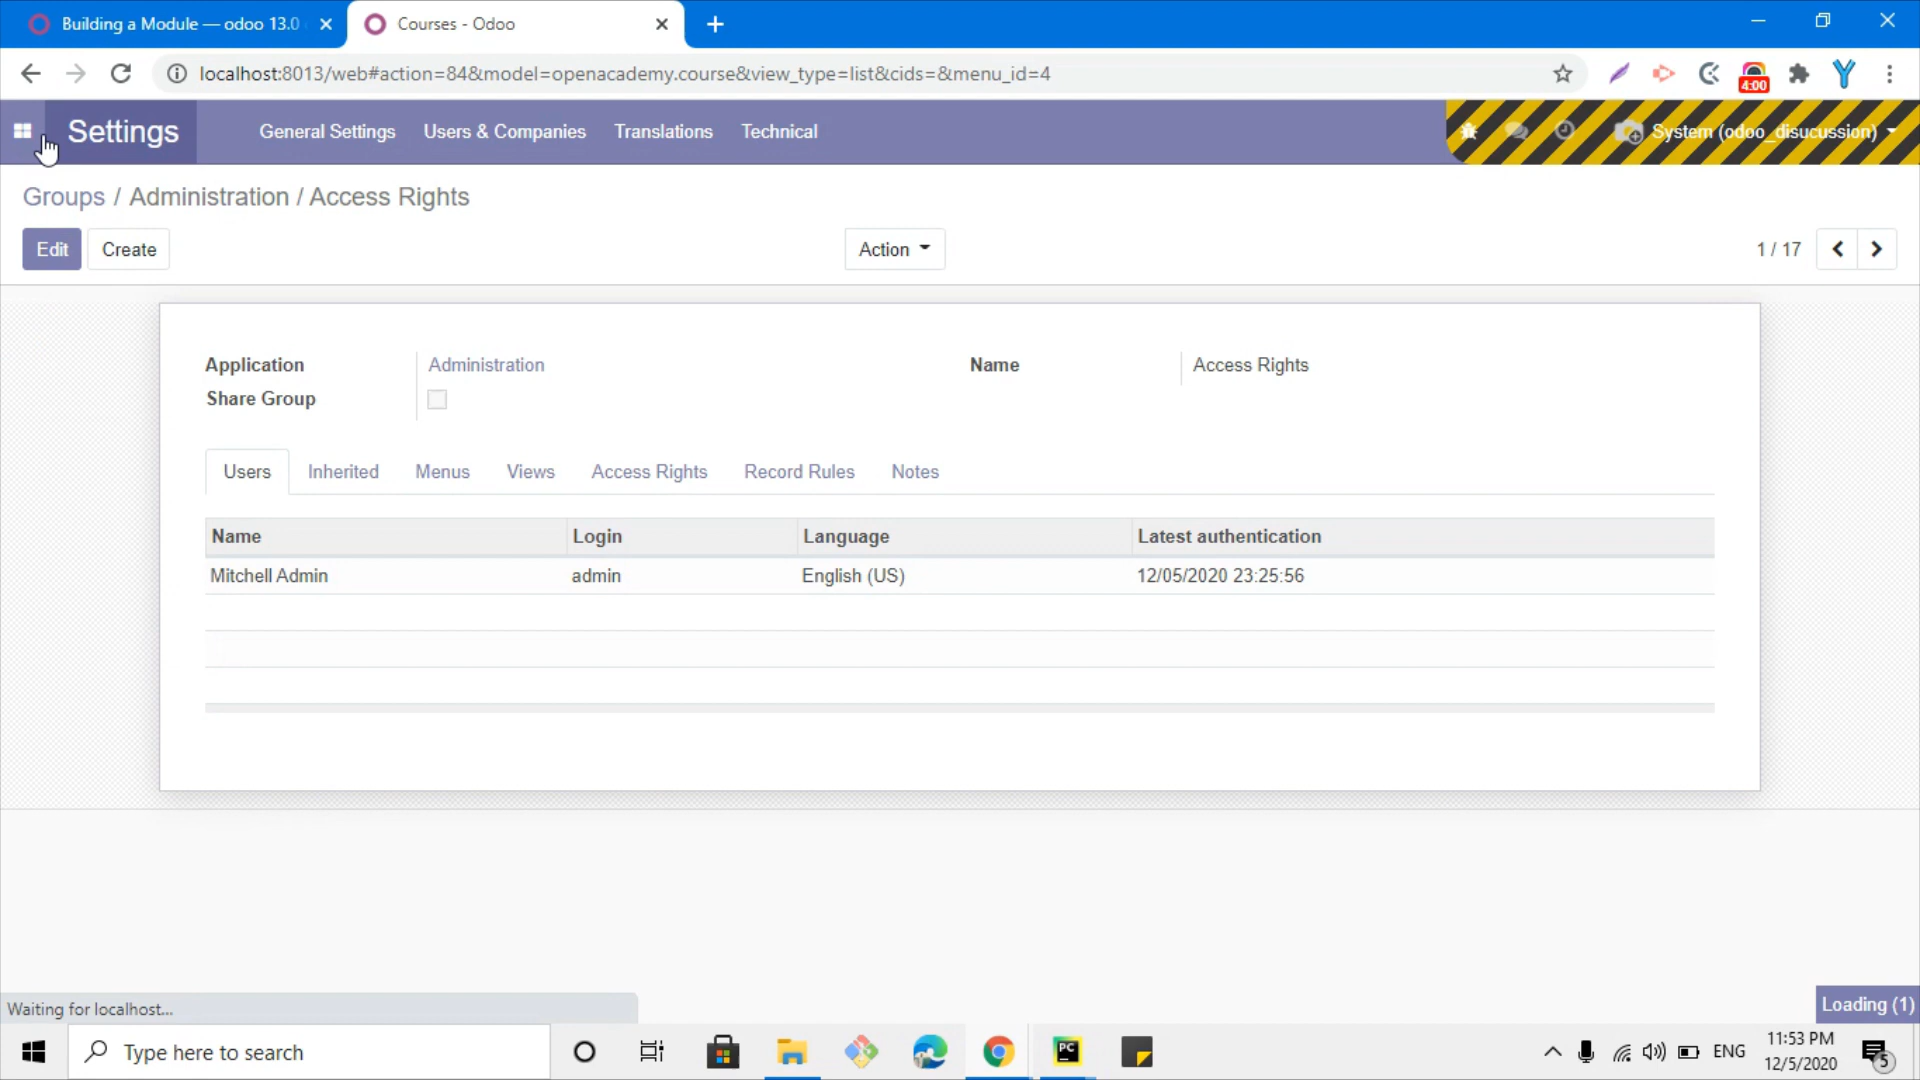 Building a Module — odoo 13.0
Courses - Odoo
localhost:8013/web#action=84&model=openacademy.course&view_type=list&cids=&menu_id=4
4:00
Settings
General Settings
Users & Companies
Translations
Technical
System (odoo_disucussion)
Groups / Administration / Access Rights
Edit
Create
Action
1 / 17
Application
Administration
Name
Access Rights
Share Group
Users
Inherited
Menus
Views
Access Rights
Record Rules
Notes
Name
Login
Language
Latest authentication
Mitchell Admin
admin
English (US)
12/05/2020 23:25:56
Waiting for localhost...
Loading (1)
Type here to search
PC
ENG
11:53 PM
12/5/2020
5